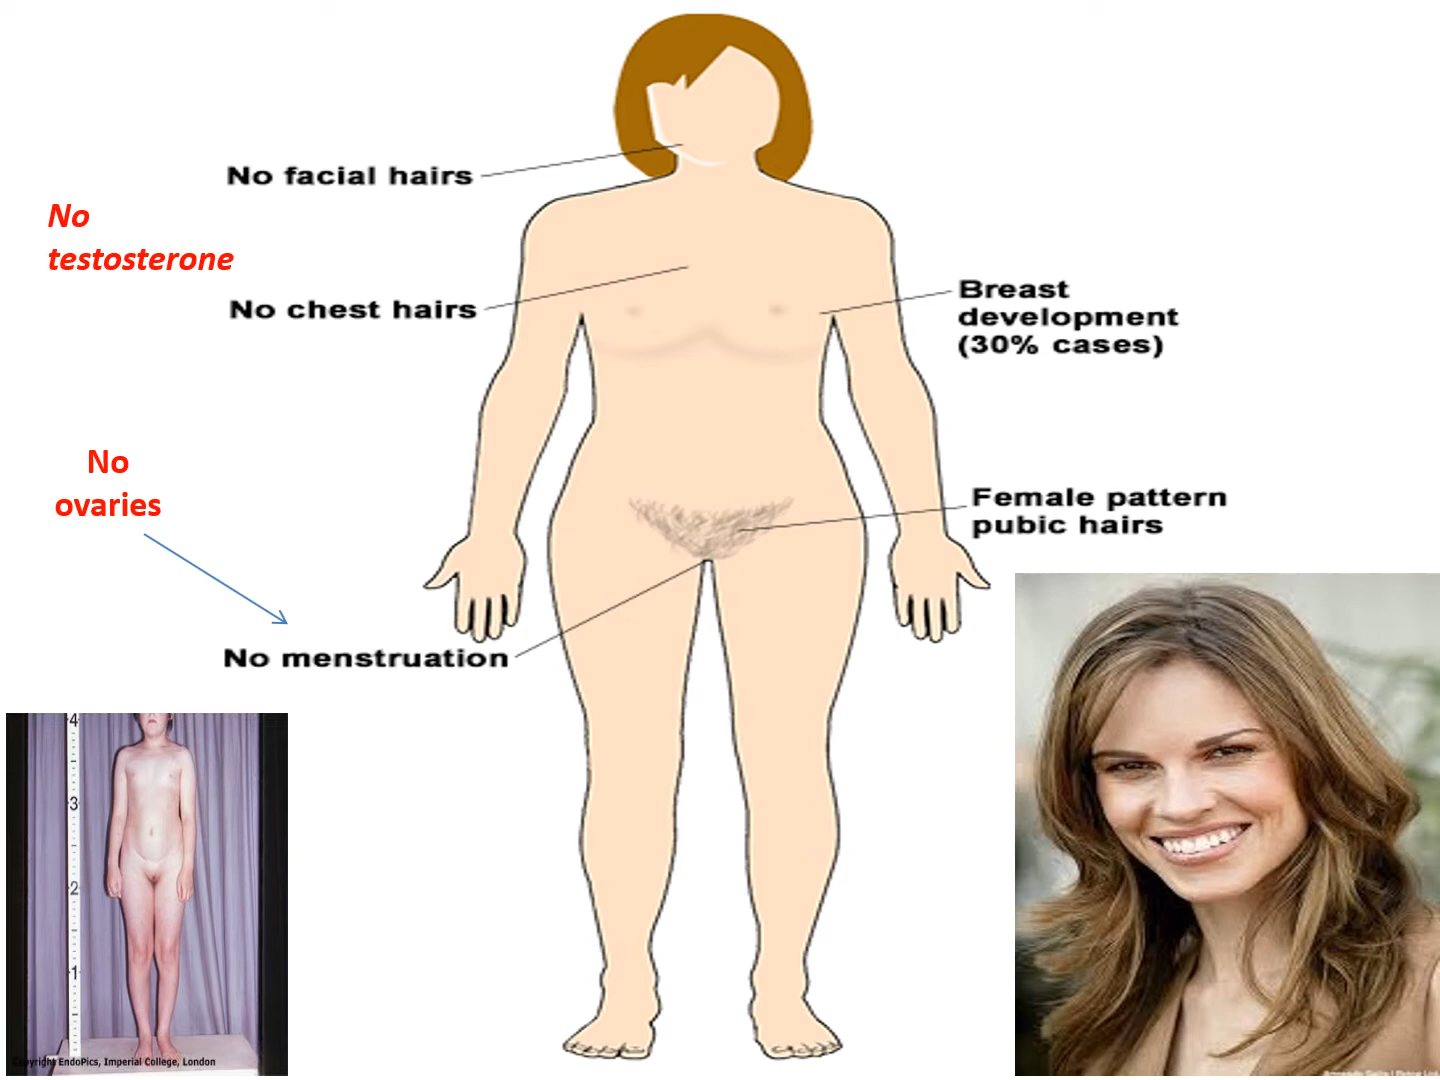 No facial hairs
No
testosterone
No chest hairs
Breast
development
(30% cases)
No
ovaries
Female pattern
pubic hairs
No menstruation
4
3
2
1
Copyright EndoPics, Imperial College, London